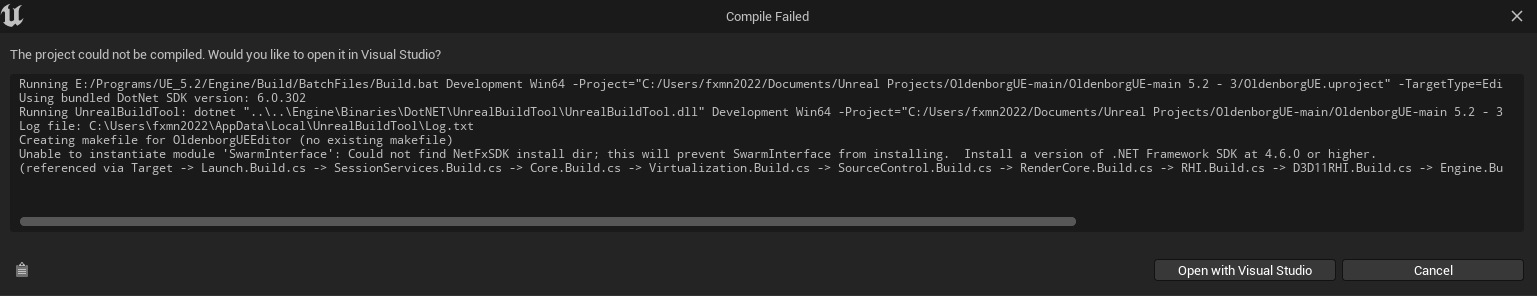 Compile Failed
The project could not be compiled. Would you like to open it in Visual Studio?
Running E:/Programs/UE_5.2/Engine/Build/BatchFiles/Build.bat Development Win64 -Project="C:/Users/fxmn2022/Documents/Unreal Projects/OldenborgUE-main/OldenborgUE-main 5.2 - 3/OldenborgUE.uproject" -TargetType=Edi
Using bundled DotNet SDK version: 6.0.302
Running UnrealBuildTool: dotnet "..\..\Engine\Binaries\DotNET\UnrealBuildTool\UnrealBuildTool.dll" Development Win64 -Project="C:/Users/fxmn2022/Documents/Unreal Projects/OldenborgUE-main/OldenborgUE-main 5.2 - 3
Log file: C:\Users\fxmn2022\AppData\Local\UnrealBuildTool\Log.txt
Creating makefile for OldenborgUEEditor (no existing makefile)
Unable to instantiate module 'SwarmInterface': Could not find NetFxSDK install dir; this will prevent SwarmInterface from installing.  Install a version of .NET Framework SDK at 4.6.0 or higher.
(referenced via Target -> Launch.Build.cs -> SessionServices.Build.cs -> Core.Build.cs -> Virtualization.Build.cs -> SourceControl.Build.cs -> RenderCore.Build.cs -> RHI.Build.cs -> D3D11RHI.Build.cs -> Engine.Bu
Open with Visual Studio
Cancel